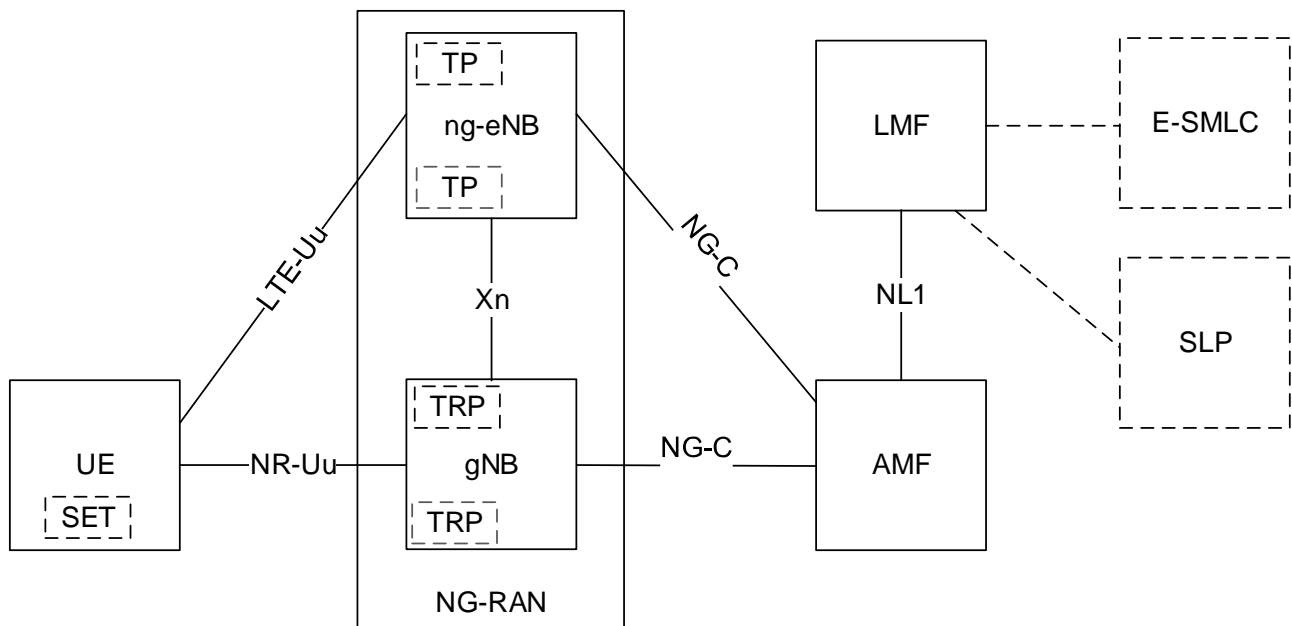 TP
ng-eNB
TP
LMF
E-SMLC
LTE-Uu
NG-C
Xn
NL1
SLP
UE
SET
NR-Uu
TRP
gNB
TRP
NG-C
AMF
NG-RAN